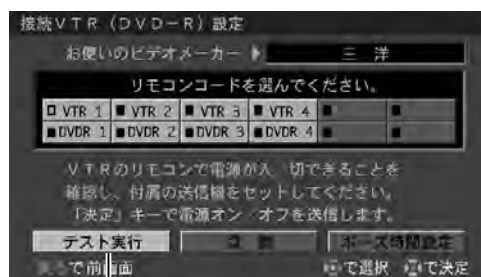 接続VTR（DVD-R）設定
お使いのビデオメーカー 三洋
リモコンコードを選んでください。
VTR 1 VTR 2 VTR 3 VTR 4
DVDR 1 DVDR 2 DVDR 3 DVDR 4
VTRのリモコンで電源が入 切できることを
確認し、付属の送信機をセットしてください。
「決定」キーで電源オン オフを送信します。
テスト実行 ポーズ時間設定
戻るで前画面 で選択 で決定